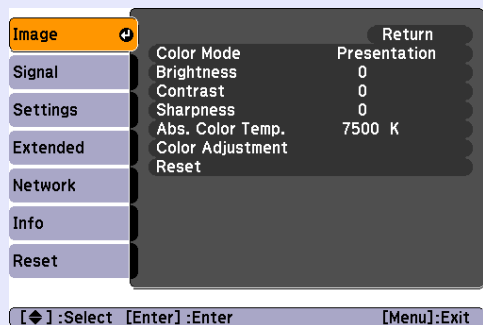 Image
Signal
Settings
Extended
Network
Info
Reset
Return
Color Mode Presentation
Brightness 0
Contrast 0
Sharpness 0
Abs. Color Temp. 7500 K
Color Adjustment
Reset
[◆] :Select [Enter] :Enter [Menu]:Exit